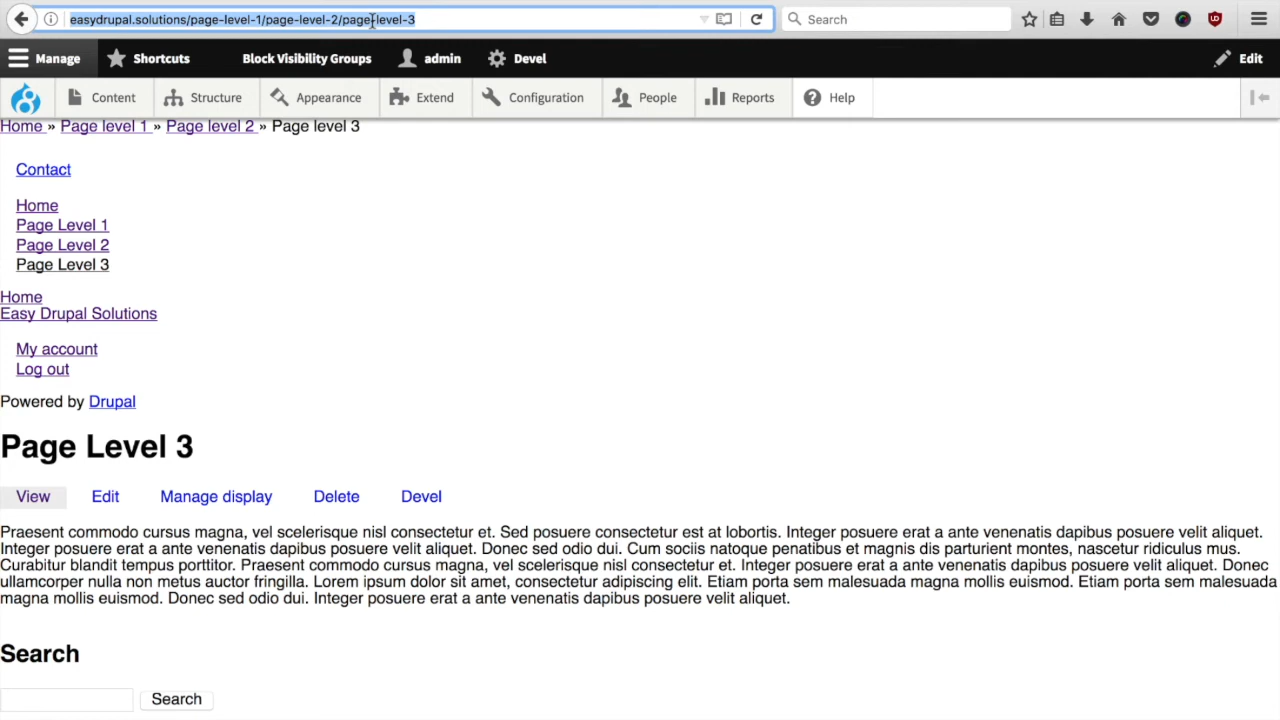 easydrupal.solutions/page-level-1/page-level-2/page-level-3
Search
Manage Shortcuts Block Visibility Groups admin Devel Edit
Content Structure Appearance Extend Configuration People Reports Help
Home » Page level 1 » Page level 2 » Page level 3
Contact
Home
Page Level 1
Page Level 2
Page Level 3
Home
Easy Drupal Solutions
My account
Log out
Powered by Drupal
Page Level 3
View Edit Manage display Delete Devel
Praesent commodo cursus magna, vel scelerisque nisl consectetur et. Sed posuere consectetur est at lobortis. Integer posuere erat a ante venenatis dapibus posuere velit aliquet.
Integer posuere erat a ante venenatis dapibus posuere velit aliquet. Donec sed odio dui. Cum sociis natoque penatibus et magnis dis parturient montes, nascetur ridiculus mus.
Curabitur blandit tempus porttitor. Praesent commodo cursus magna, vel scelerisque nisl consectetur et. Integer posuere erat a ante venenatis dapibus posuere velit aliquet. Donec
ullamcorper nulla non metus auctor fringilla. Lorem ipsum dolor sit amet, consectetur adipiscing elit. Etiam porta sem malesuada magna mollis euismod. Etiam porta sem malesuada
magna mollis euismod. Donec sed odio dui. Integer posuere erat a ante venenatis dapibus posuere velit aliquet.
Search
Search